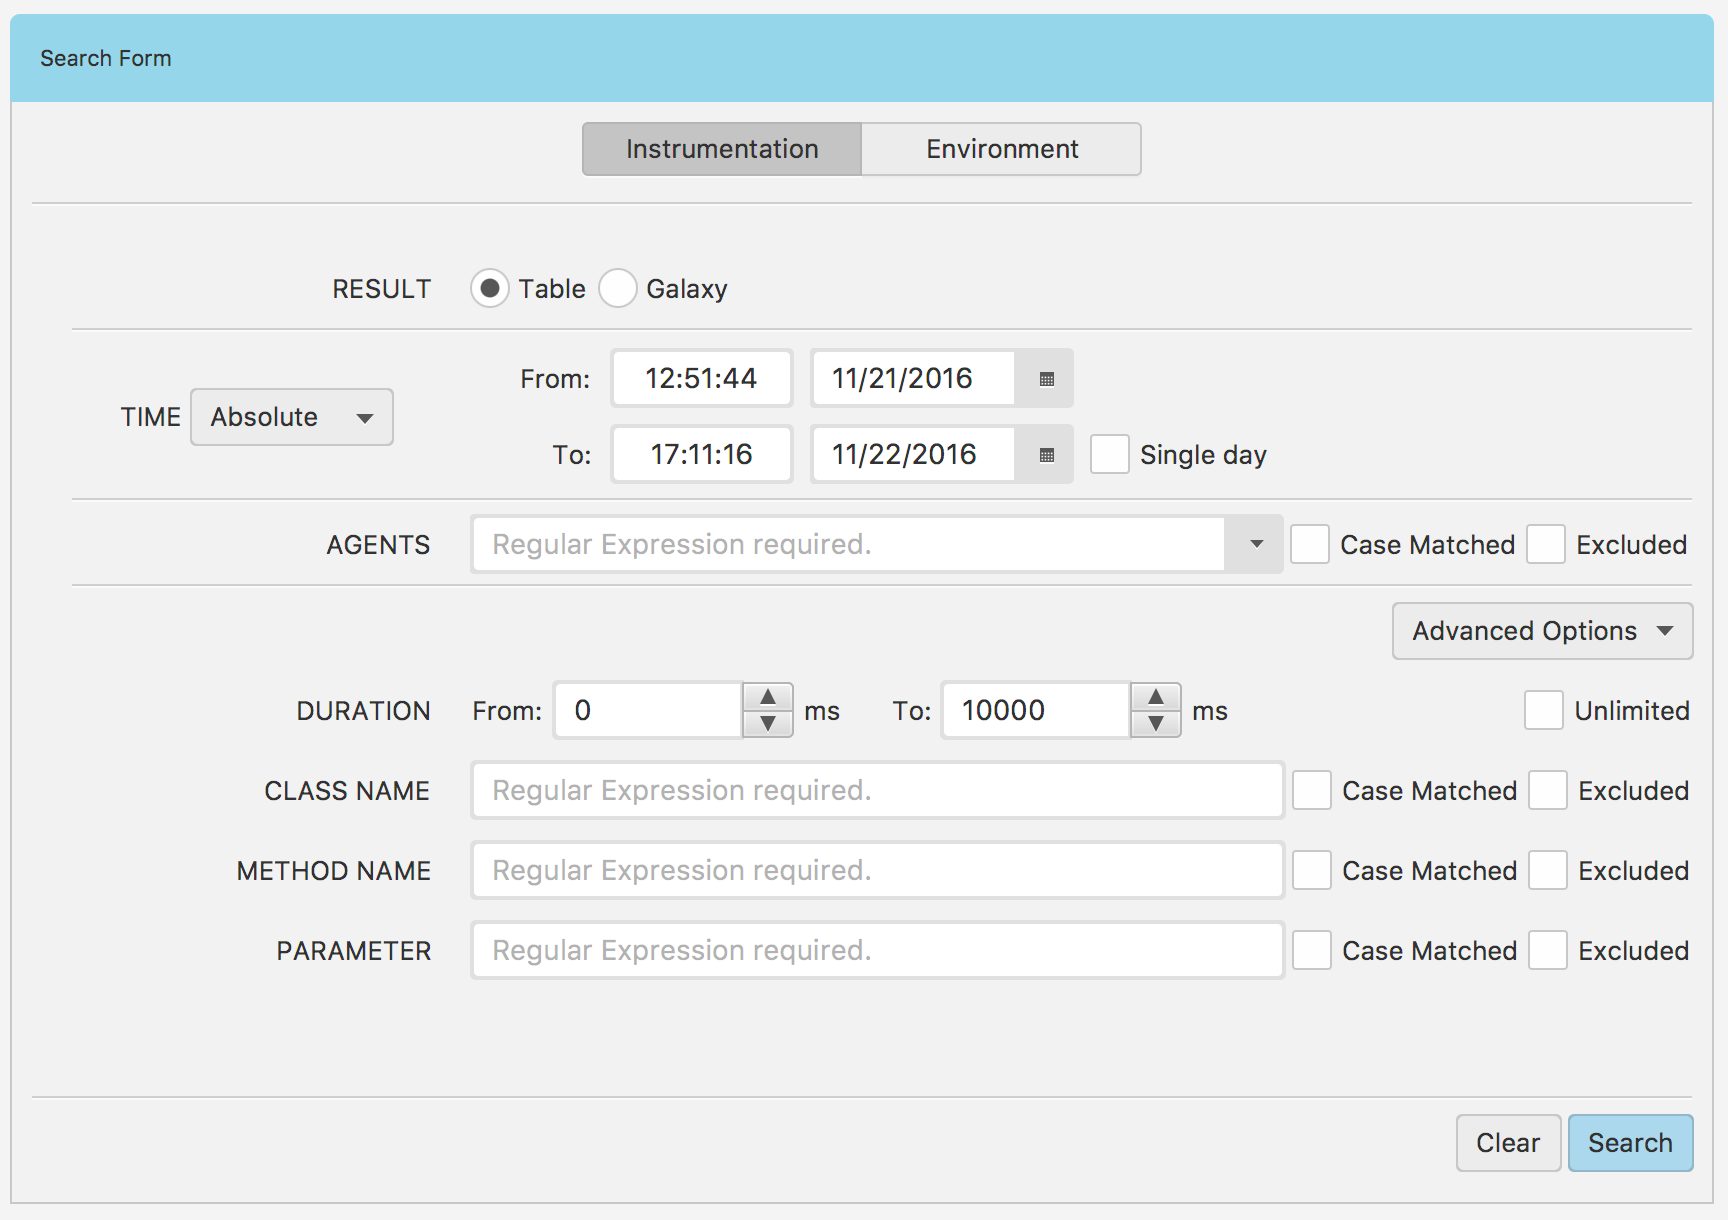 Search Form
Instrumentation Environment
RESULT Table Galaxy
From: 12:51:44 11/21/2016
TIME Absolute
To: 17:11:16 11/22/2016 Single day
AGENTS Regular Expression required. Case Matched Excluded
Advanced Options
DURATION From: 0 ms To: 10000 ms Unlimited
CLASS NAME Regular Expression required. Case Matched Excluded
METHOD NAME Regular Expression required. Case Matched Excluded
PARAMETER Regular Expression required. Case Matched Excluded
Clear Search